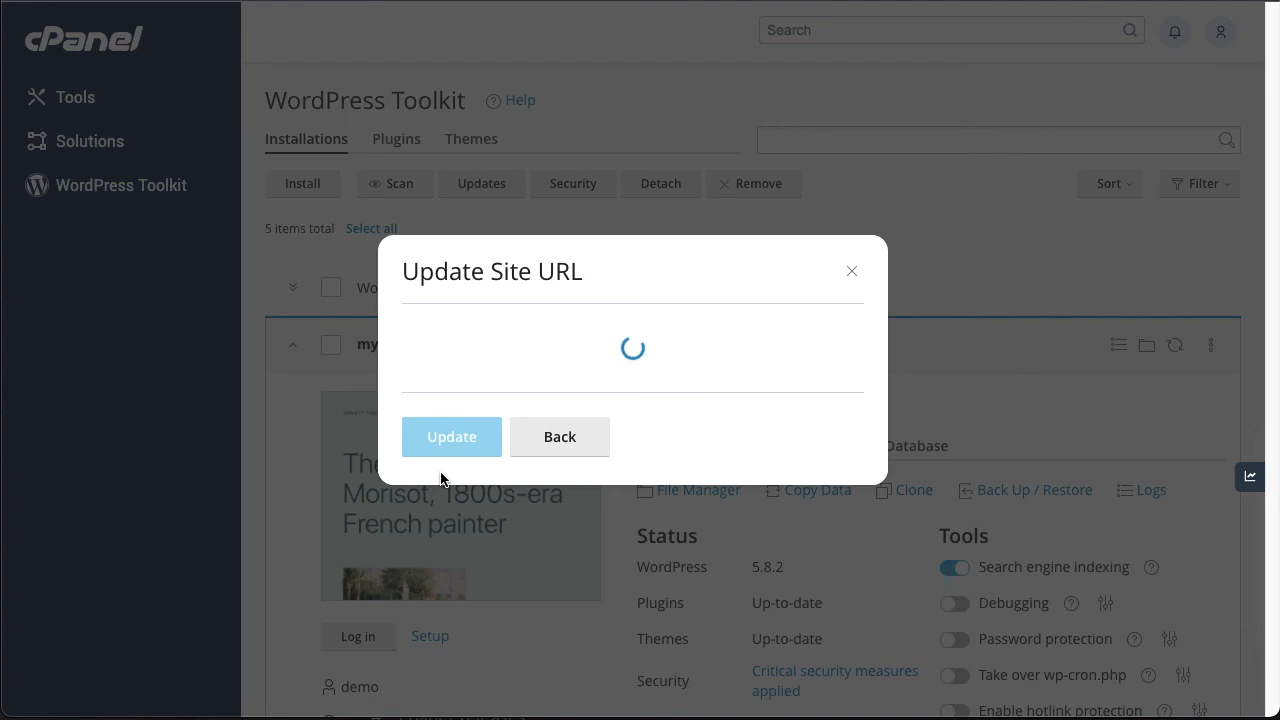 cPanel
Search
Tools
Solutions
WordPress Toolkit
WordPress Toolkit
Help
Installations Plugins Themes
Install Scan Updates Security Detach Remove Sort Filter
5 items total Select all
Wo
my
Update Site URL
Update Back
Database
File Manager Copy Data Clone Back Up / Restore Logs
The
Morisot, 1800s-era
French painter
Status
WordPress 5.8.2
Plugins Up-to-date
Themes Up-to-date
Security Critical security measures
applied
Tools
Search engine indexing
Debugging
Password protection
Take over wp-cron.php
Enable hotlink protection
Log in Setup
demo